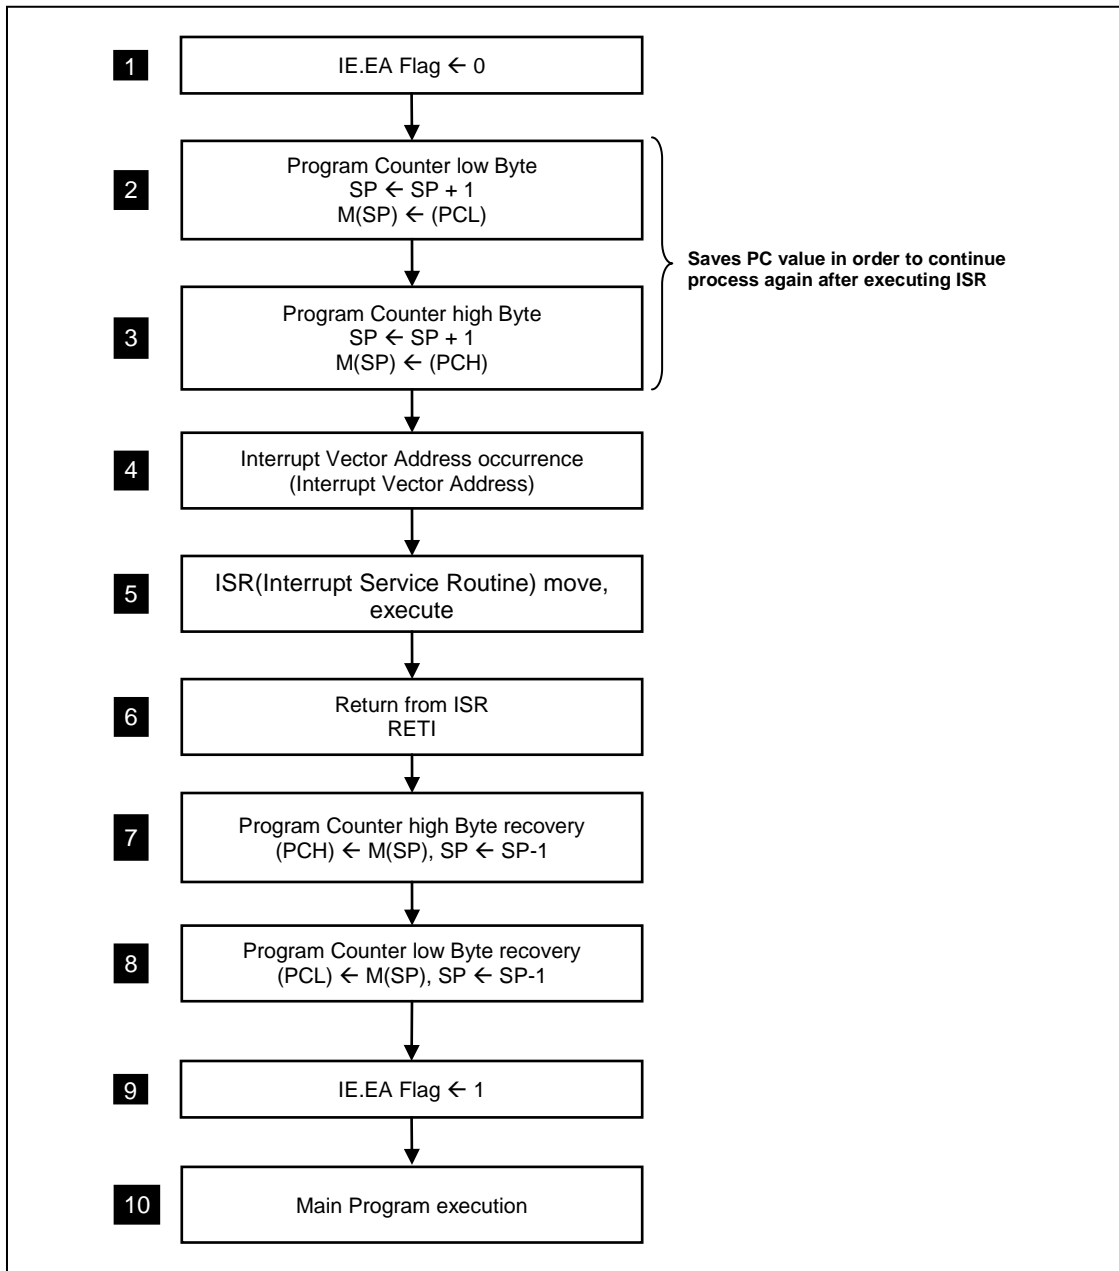 1
IE.EA Flag ← 0
2
Program Counter low Byte
SP ← SP + 1
M(SP) ← (PCL)
Saves PC value in order to continue
process again after executing ISR
3
Program Counter high Byte
SP ← SP + 1
M(SP) ← (PCH)
4
Interrupt Vector Address occurrence
(Interrupt Vector Address)
5
ISR(Interrupt Service Routine) move,
execute
6
Return from ISR
RETI
7
Program Counter high Byte recovery
(PCH) ← M(SP), SP ← SP-1
8
Program Counter low Byte recovery
(PCL) ← M(SP), SP ← SP-1
9
IE.EA Flag ← 1
10
Main Program execution